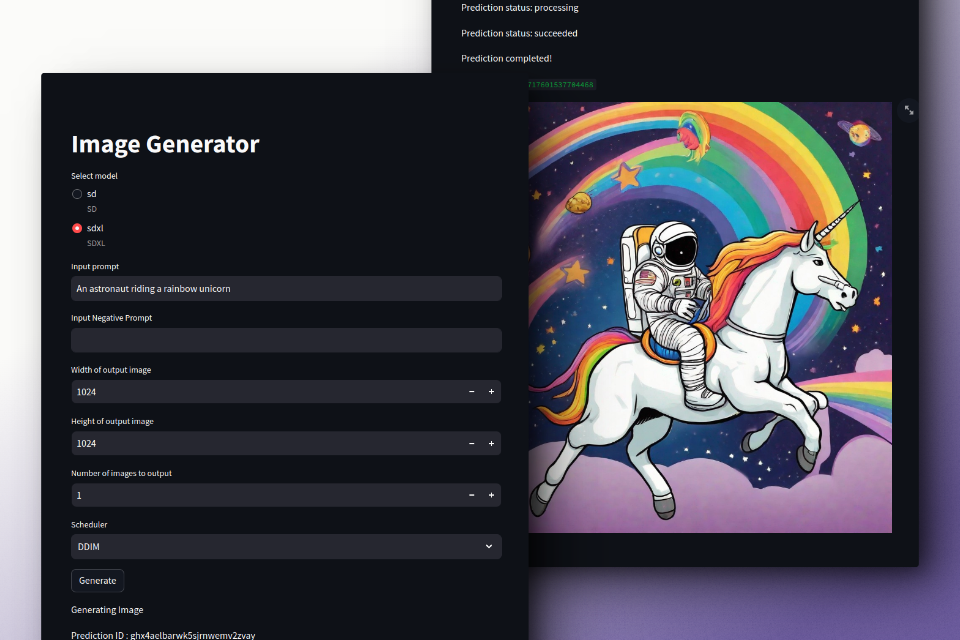 Prediction status: processing
Prediction status: succeeded
Prediction completed!
Image Generator
Select model
sd
SD
sdxl
SDXL
Input prompt
An astronaut riding a rainbow unicorn
Input Negative Prompt
Width of output image
1024
Height of output image
1024
Number of images to output
1
Scheduler
DDIM
Generate
Generating Image
Prediction ID : ghx4aelbarwk5sjrnwemv2zvay